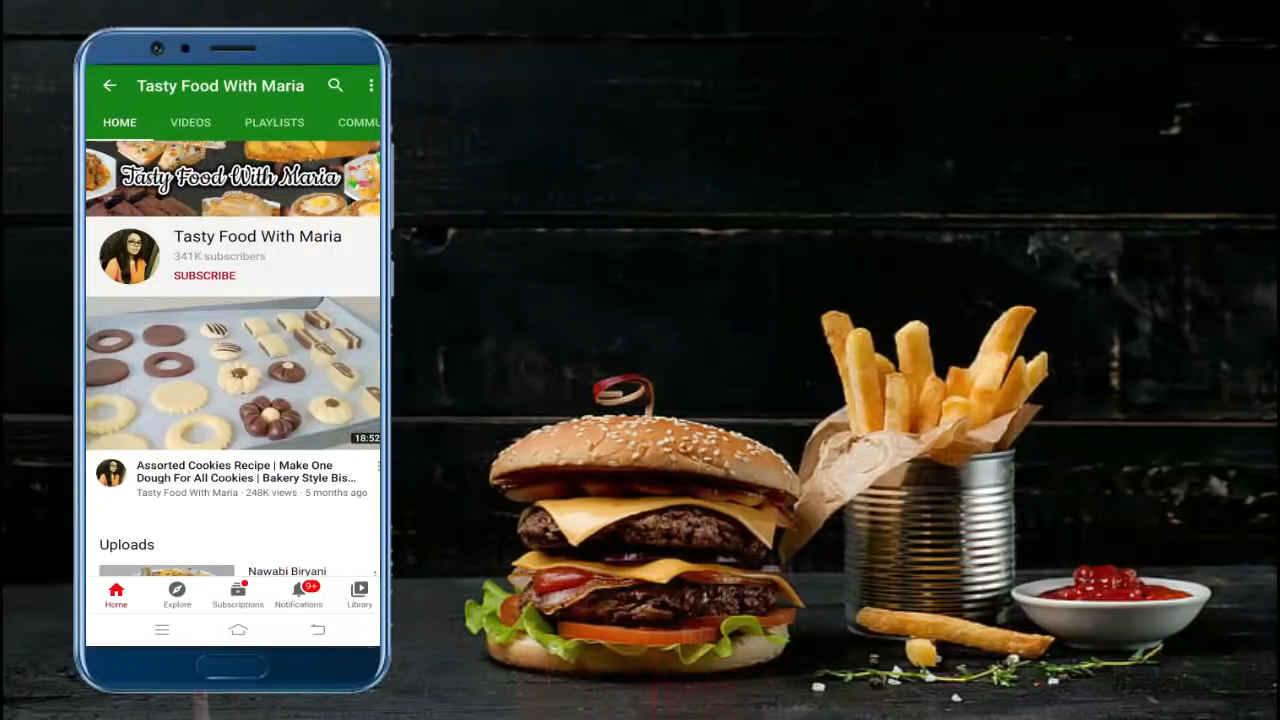 Tasty Food With Maria
HOME VIDEOS PLAYLISTS COMMU
Tasty Food With Maria
Tasty Food With Maria
341K subscribers
SUBSCRIBE
18:52
Assorted Cookies Recipe | Make One
Dough For All Cookies | Bakery Style Bis...
Tasty Food With Maria · 248K views · 5 months ago
Uploads
Nawabi Biryani
9+
Home Explore Subscriptions Notifications Library